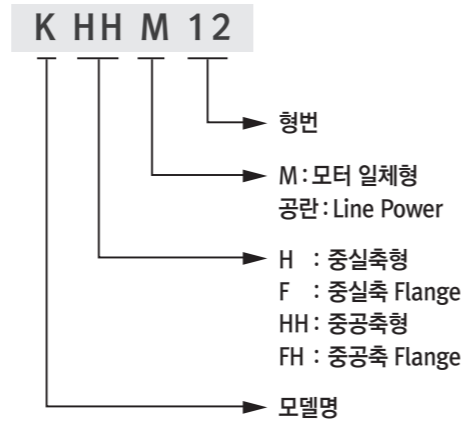 K HH M 12
형번
M : 모터 일체형
공란 : Line Power
H : 중실축형
F : 중실축 Flange
HH : 중공축형
FH : 중공축 Flange
모델명